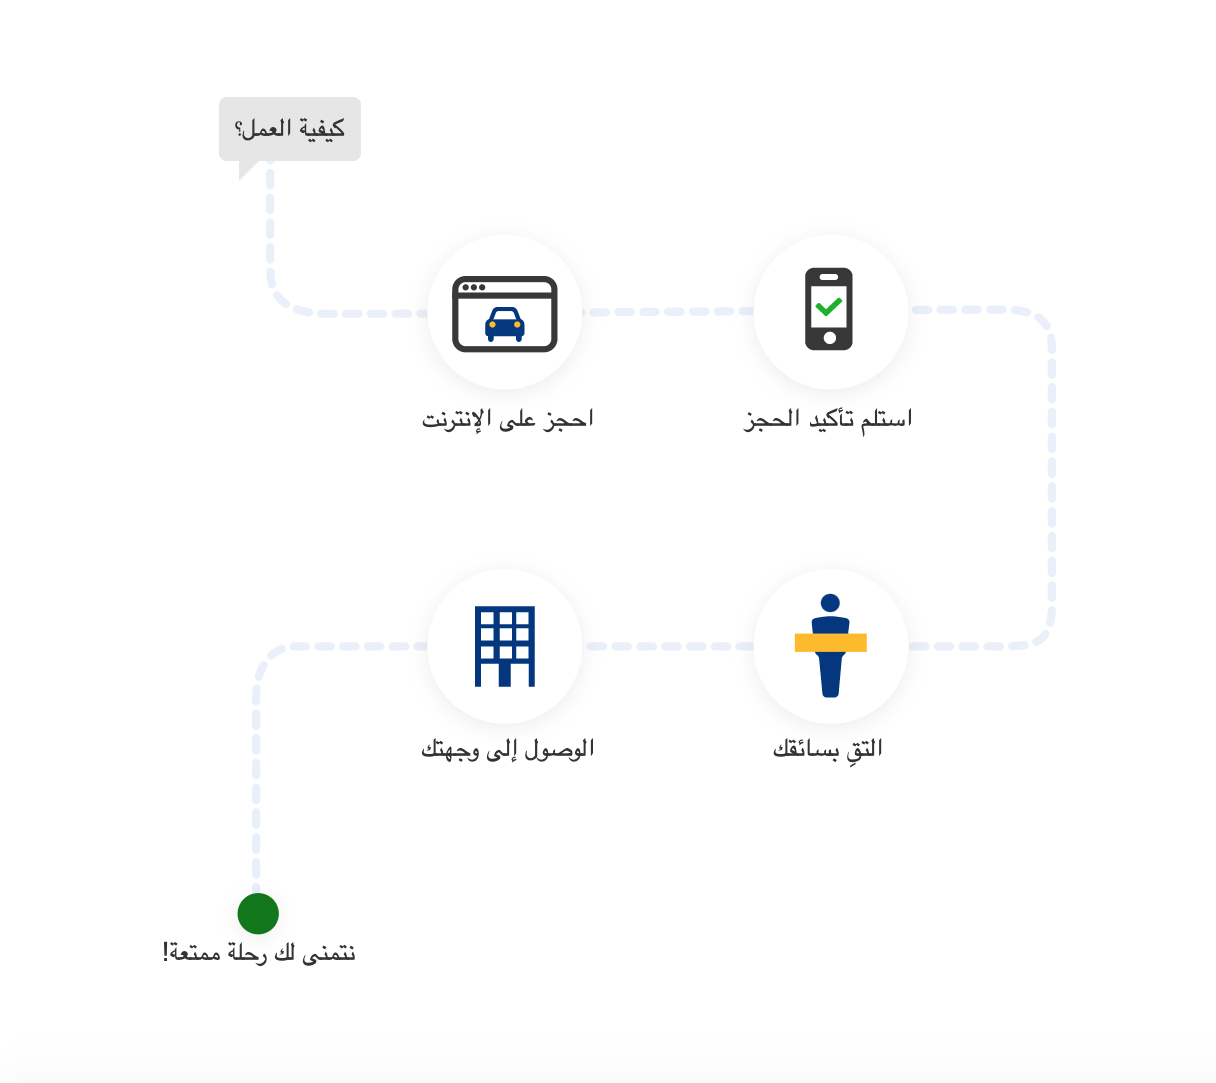 كيفية العمل؟
احجز على الإنترنت
استلم تأكيد الحجز
التقِ بسائقك
الوصول إلى وجهتك
نتمنى لك رحلة ممتعة!